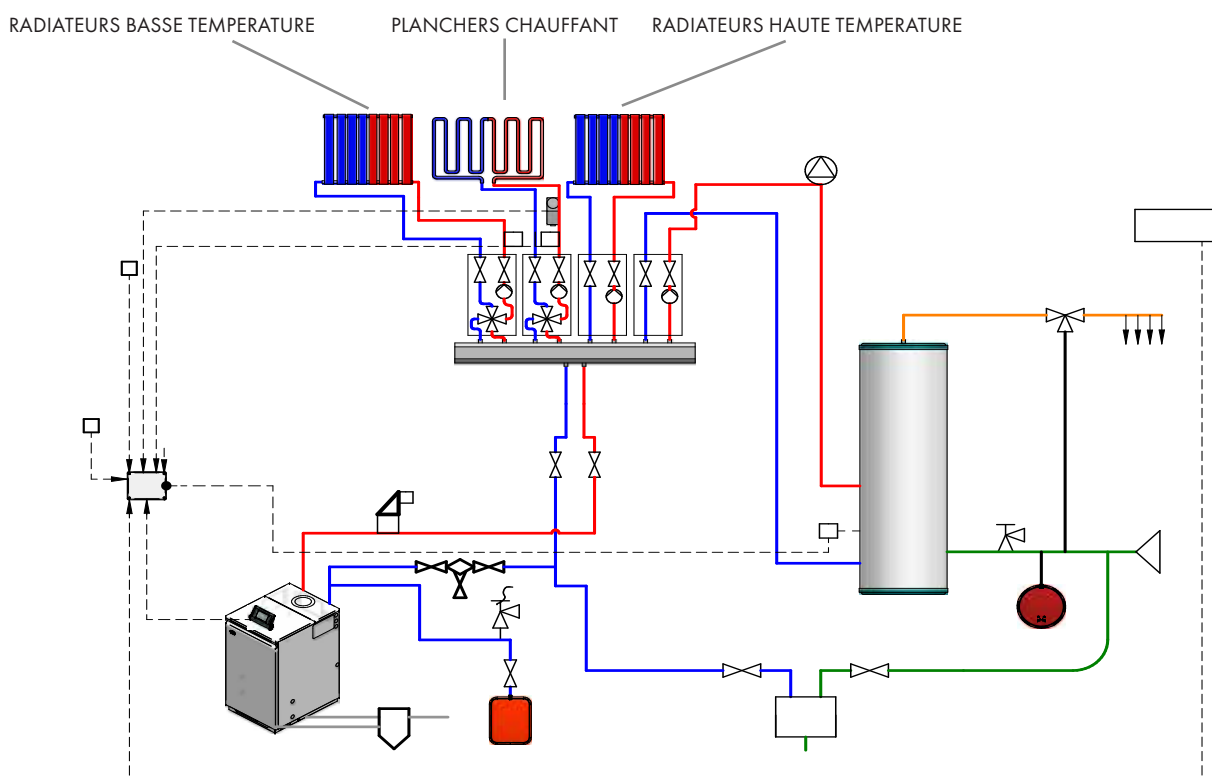 RADIATEURS BASSE TEMPERATURE
PLANCHERS CHAUFFANT
RADIATEURS HAUTE TEMPERATURE